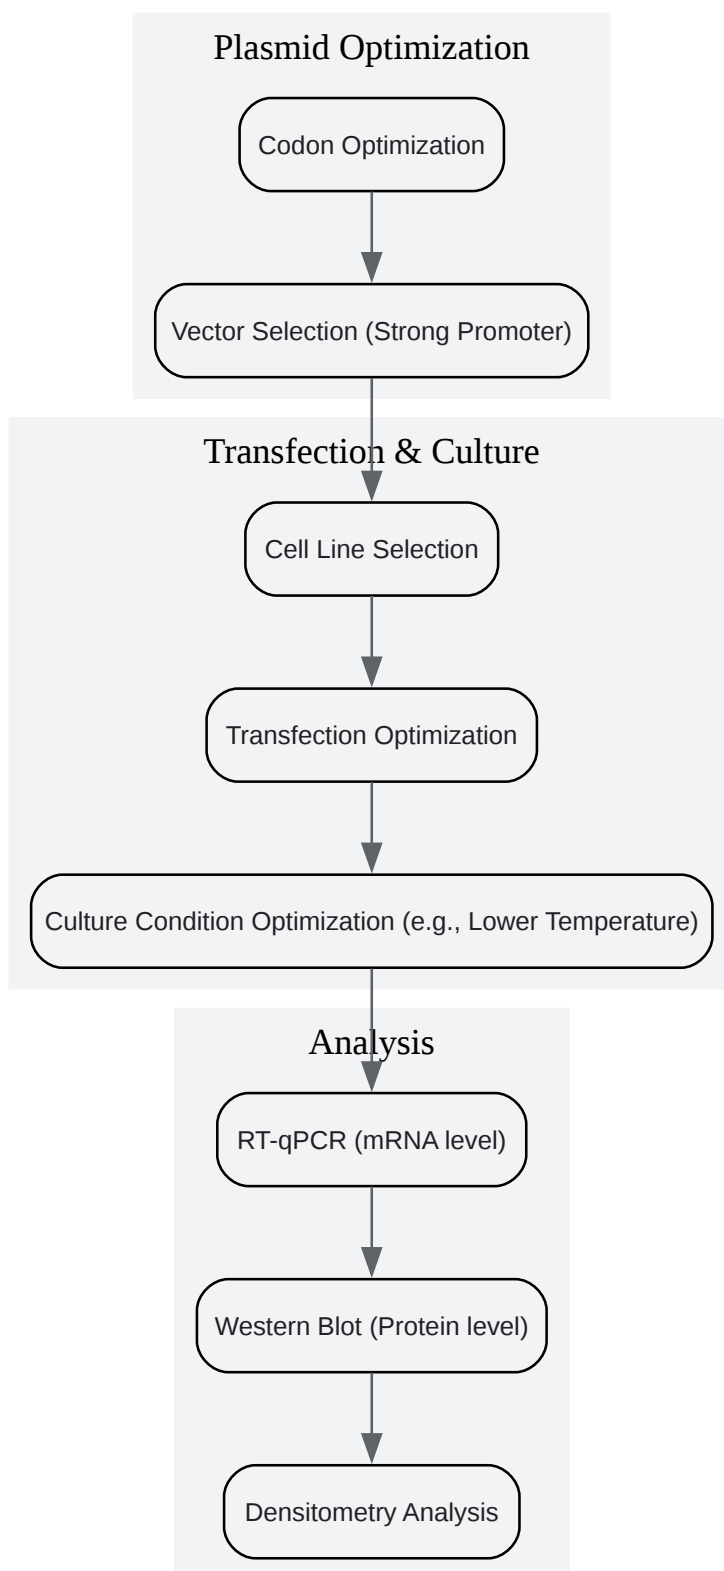 Plasmid Optimization
Codon Optimization
Vector Selection (Strong Promoter)
Transfection & Culture
Cell Line Selection
Transfection Optimization
Culture Condition Optimization (e.g., Lower Temperature)
Analysis
RT-qPCR (mRNA level)
Western Blot (Protein level)
Densitometry Analysis